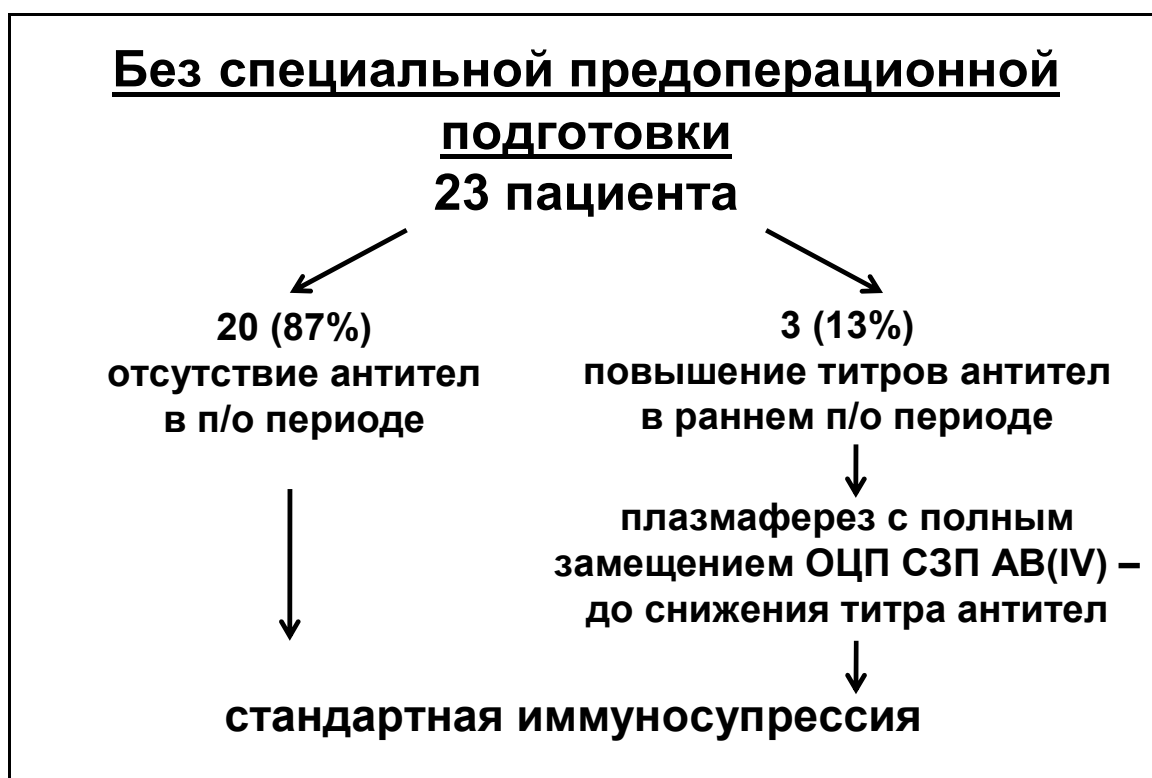 Без специальной предоперационной
подготовки
23 пациента
20 (87%)
отсутствие антител
в п/о периоде
3 (13%)
повышение титров антител
в раннем п/о периоде
плазмаферез с полным
замещением ОЦП СЗП АВ(IV) –
до снижения титра антител
стандартная иммуносупрессия